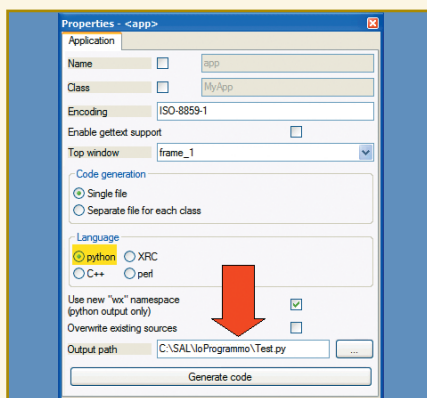 Properties - <app>
Application
Name app
Class MyApp
Encoding ISO-8859-1
Enable gettext support
Top window frame_1
Code generation
Single file
Separate file for each class
Language
python XRC
C++ perl
Use new "wx" namespace
(python output only)
Overwrite existing sources
Output path C:\SAL\IoProgrammo\Test.py ...
Generate code